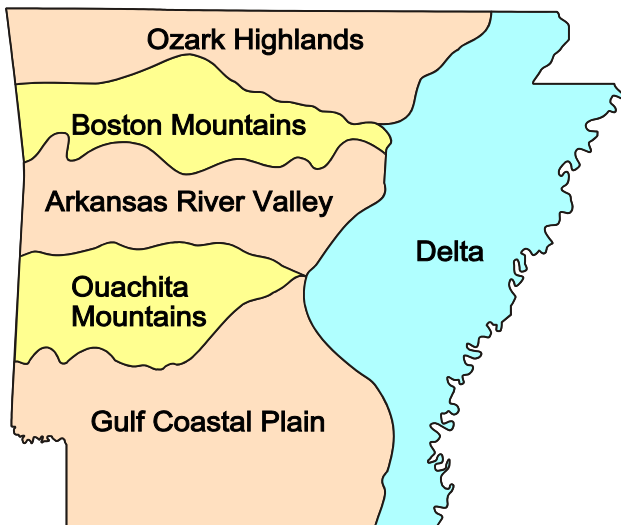 Ozark Highlands
Boston Mountains
Arkansas River Valley
Delta
Ouachita
Mountains
Gulf Coastal Plain